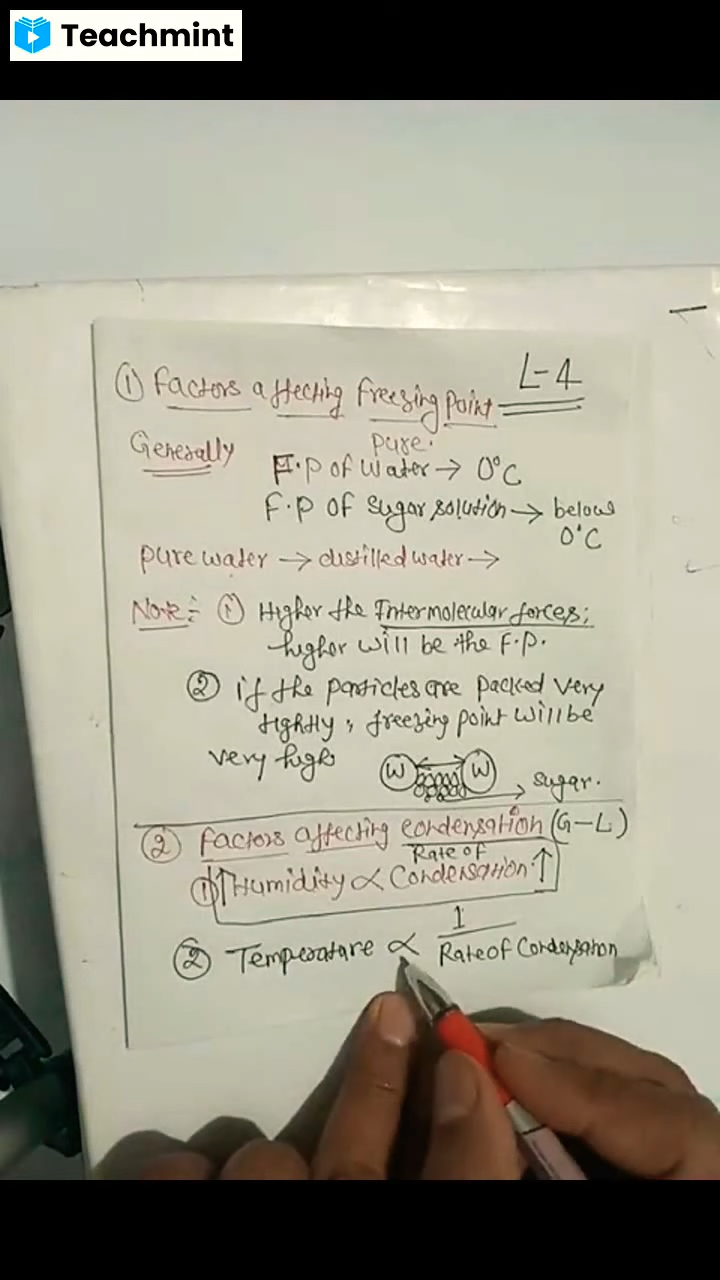 Teachmint
L-4
① Factors affecting freezing point
Generally
pure.
F.P of Water → 0°C
F.P OF Sugar solution → below
0°C
pure water → distilled water →
Note:- ① Higher the Intermolecular forces;
higher will be the F.P.
② if the particles are packed very
tightly, freezing point will be
very high
W W
sugar.
② factors affecting condensation (G-L)
Rate of
① ↑ Humidity ∝ Condensation ↑
1
② Temperature ∝ Rate of Condensation